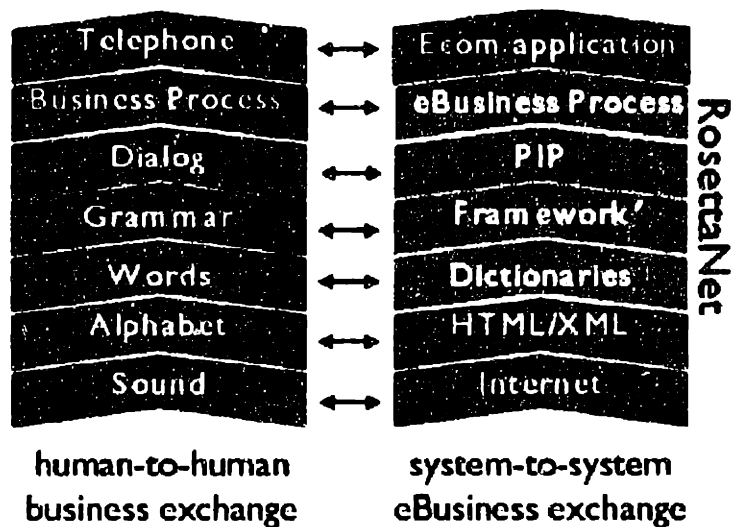 Telephone
Ecom application
Business Process
eBusiness Process
Dialog
PIP
Grammar
Framework
Words
Dictionaries
Alphabet
HTML/XML
Sound
Internet
RosettaNet
human-to-human
business exchange
system-to-system
eBusiness exchange